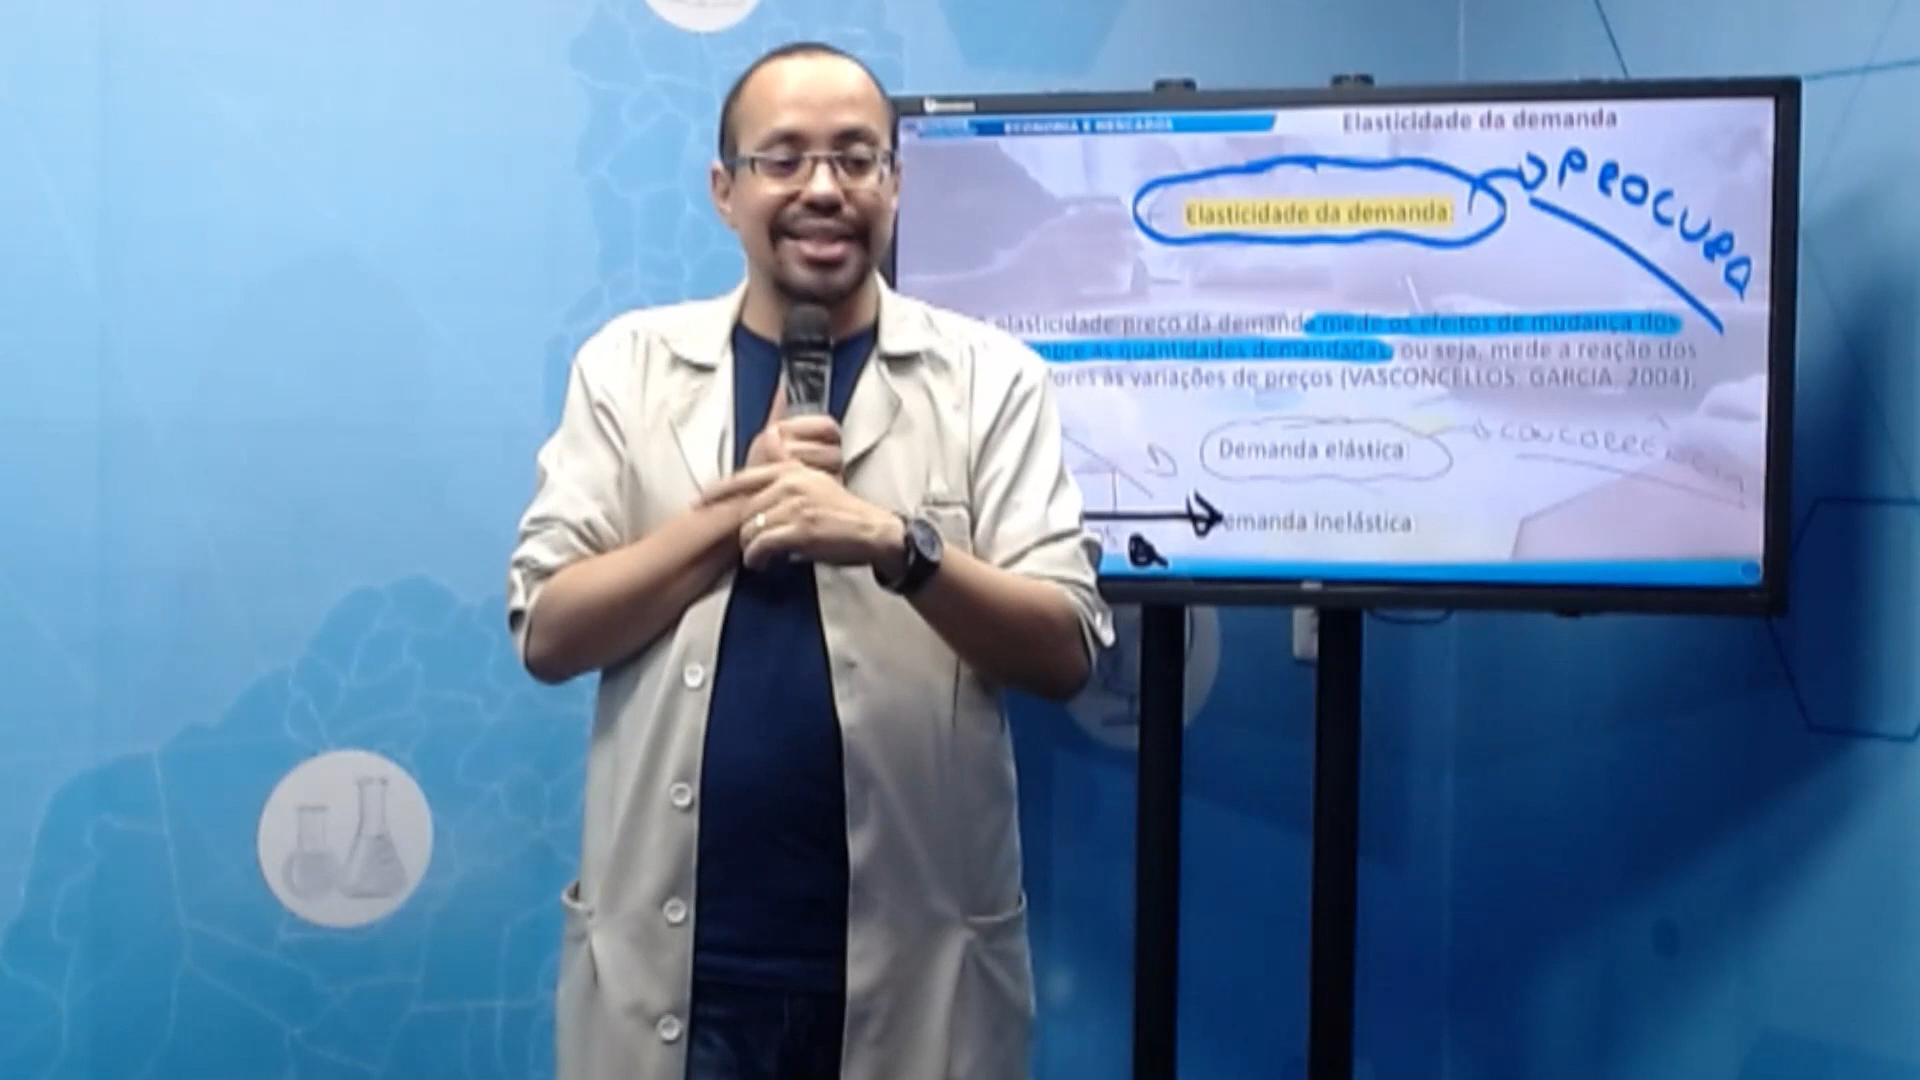 ECONOMIA E MERCADOS
Elasticidade da demanda
Elasticidade da demanda:
PROCURA
elasticidade preço da demanda mede os efeitos de mudança dos
sobre as quantidades demandadas, ou seja, mede a reação dos
às variações de preços (VASCONCELLOS, GARCIA, 2004).
D
Demanda elástica:
CONCORRÊNCIA
emanda inelástica: